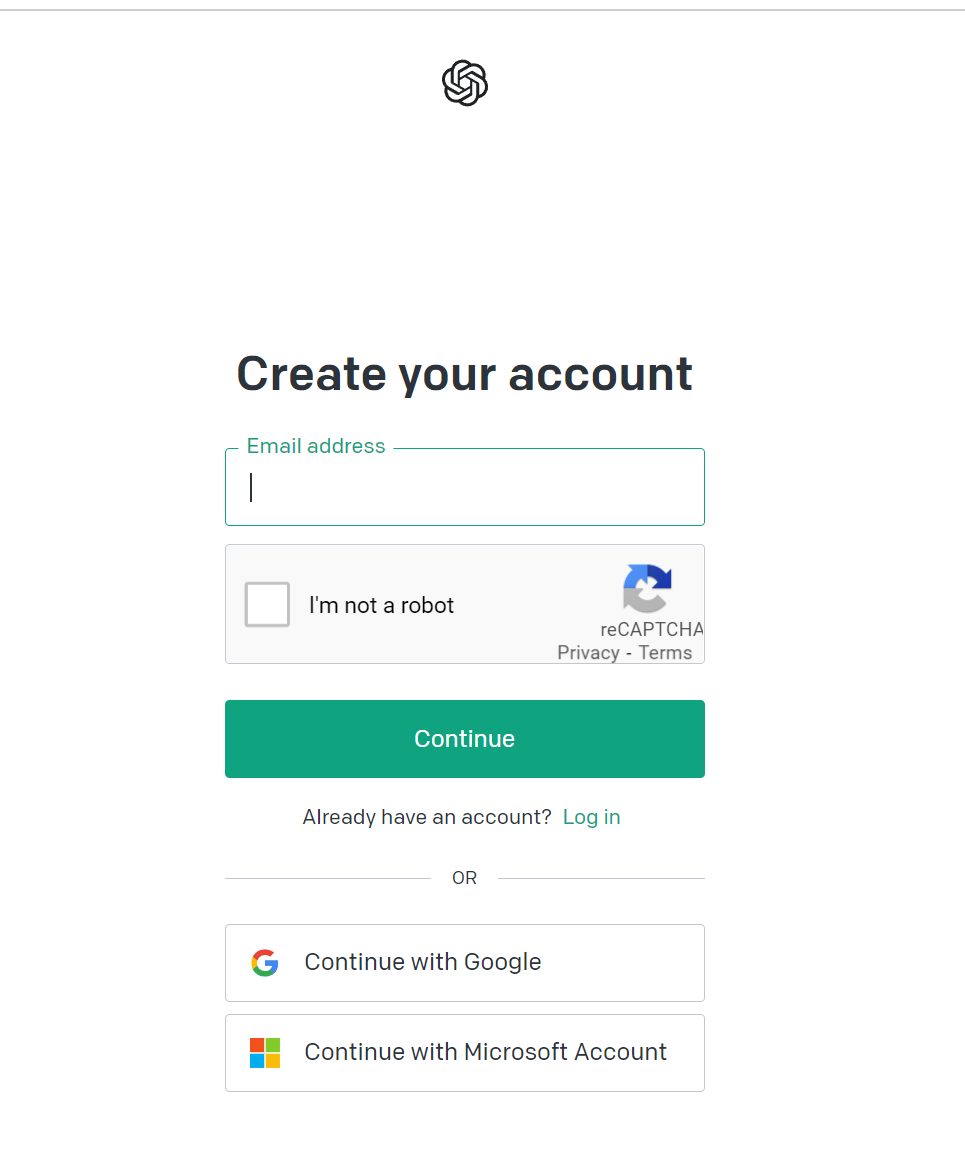 Create your account
Email address
I'm not a robot
reCAPTCHA
Privacy - Terms
Continue
Already have an account? Log in
OR
Continue with Google
Continue with Microsoft Account